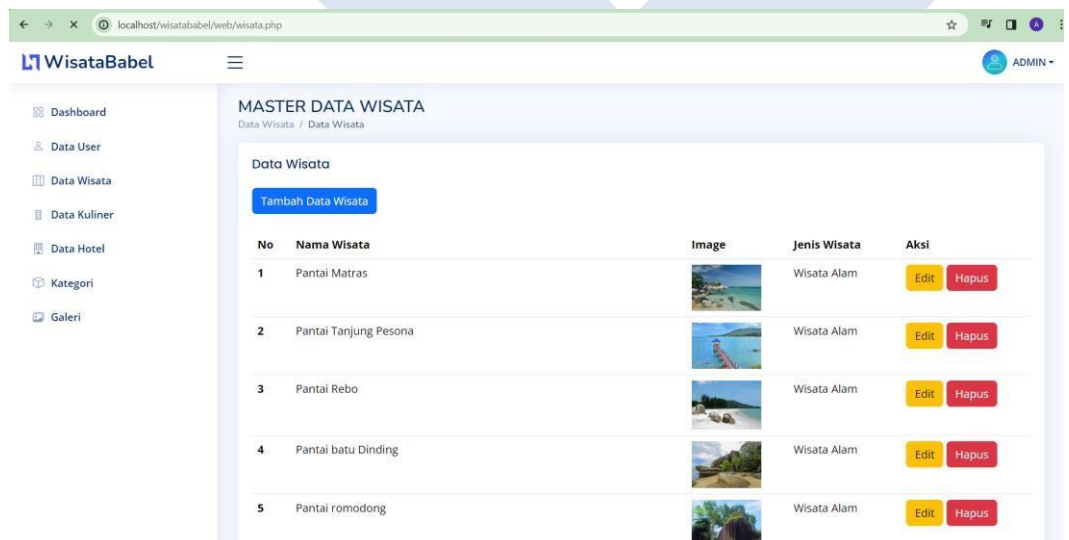 localhost/wisatababel/web/wisata.php
A
WisataBabel
ADMIN
Dashboard
Data User
Data Wisata
Data Kuliner
Data Hotel
Kategori
Galeri
MASTER DATA WISATA
Data Wisata / Data Wisata
Data Wisata
Tambah Data Wisata
No Nama Wisata Image Jenis Wisata Aksi
1 Pantai Matras Wisata Alam Edit Hapus
2 Pantai Tanjung Pesona Wisata Alam Edit Hapus
3 Pantai Rebo Wisata Alam Edit Hapus
4 Pantai batu Dinding Wisata Alam Edit Hapus
5 Pantai romodong Wisata Alam Edit Hapus